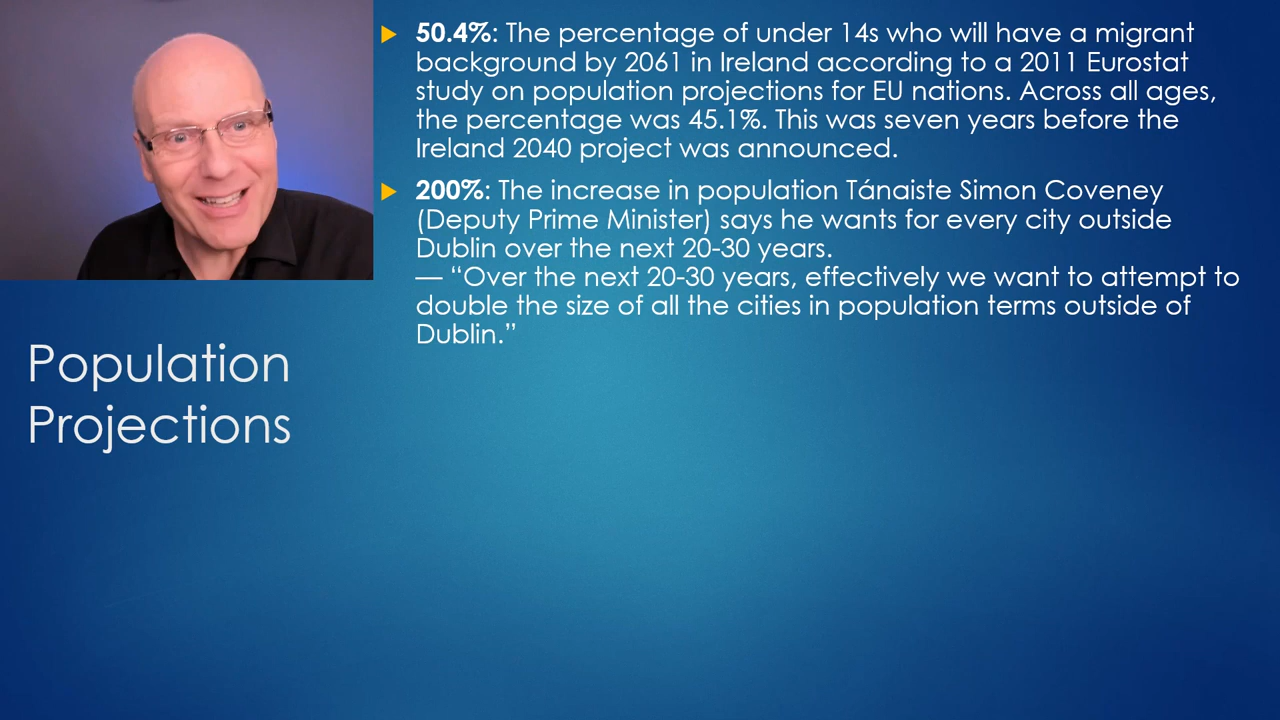 50.4%: The percentage of under 14s who will have a migrant
background by 2061 in Ireland according to a 2011 Eurostat
study on population projections for EU nations. Across all ages,
the percentage was 45.1%. This was seven years before the
Ireland 2040 project was announced.
200%: The increase in population Tánaiste Simon Coveney
(Deputy Prime Minister) says he wants for every city outside
Dublin over the next 20-30 years.
— “Over the next 20-30 years, effectively we want to attempt to
double the size of all the cities in population terms outside of
Dublin.”
Population
Projections